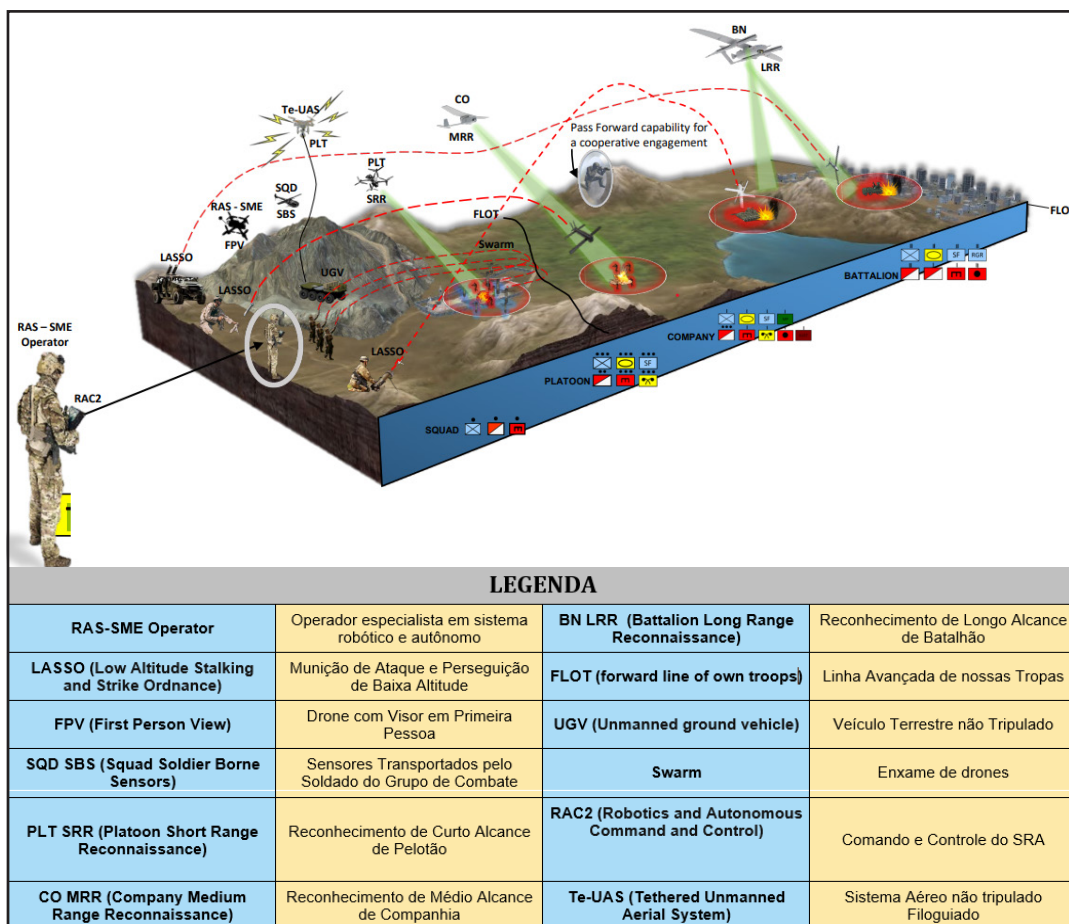 BN
LRR
CO
MRR
Te-UAS
PLT
Pass Forward capability for
a cooperative engagement
PLT
SRR
SQD
SBS
RAS - SME
FPV
FLOT
FLO
Swarm
LASSO
UGV
LASSO
LASSO
RAS – SME
Operator
RAC2
BATTALION
SF
RGR
COMPANY
SF
PLATOON
SF
SQUAD
LEGENDA
RAS-SME Operator
Operador especialista em sistema
robótico e autônomo
BN LRR (Battalion Long Range
Reconnaissance)
Reconhecimento de Longo Alcance
de Batalhão
LASSO (Low Altitude Stalking
and Strike Ordnance)
Munição de Ataque e Perseguição
de Baixa Altitude
FLOT (forward line of own troops)
Linha Avançada de nossas Tropas
FPV (First Person View)
Drone com Visor em Primeira
Pessoa
UGV (Unmanned ground vehicle)
Veículo Terrestre não Tripulado
SQD SBS (Squad Soldier Borne
Sensors)
Sensores Transportados pelo
Soldado do Grupo de Combate
Swarm
Enxame de drones
PLT SRR (Platoon Short Range
Reconnaissance)
Reconhecimento de Curto Alcance
de Pelotão
RAC2 (Robotics and Autonomous
Command and Control)
Comando e Controle do SRA
CO MRR (Company Medium
Range Reconnaissance)
Reconhecimento de Médio Alcance
de Companhia
Te-UAS (Tethered Unmanned
Aerial System)
Sistema Aéreo não tripulado
Filoguiado